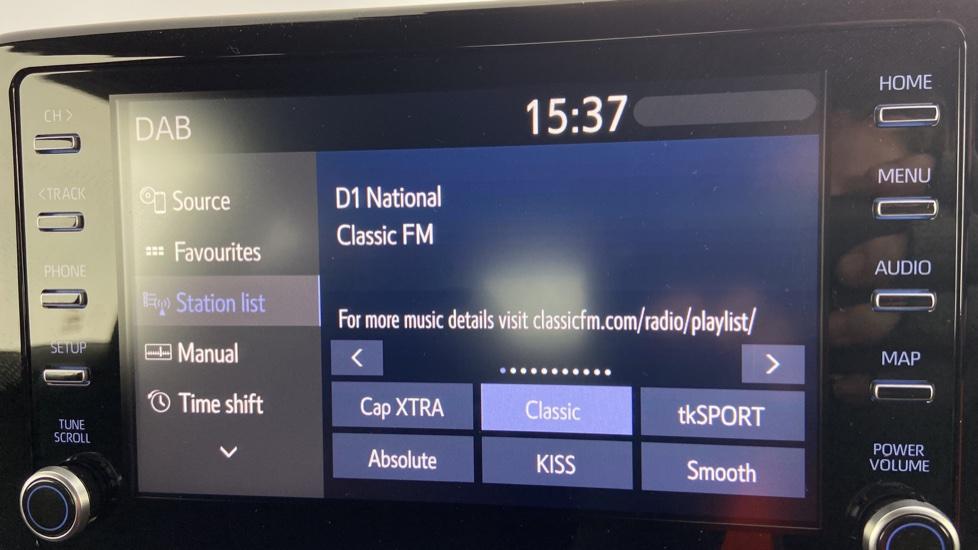 CH >
<TRACK
PHONE
SETUP
TUNE
SCROLL
DAB
15:37
Source
Favourites
Station list
Manual
Time shift
D1 National
Classic FM
For more music details visit classicfm.com/radio/playlist/
<
>
Cap XTRA
Classic
tkSPORT
Absolute
KISS
Smooth
HOME
MENU
AUDIO
MAP
POWER
VOLUME